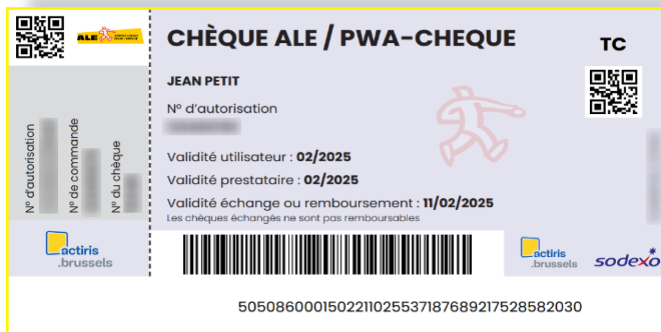 ALE
CHÈQUE ALE / PWA-CHEQUE
TC
JEAN PETIT
N° d'autorisation
Validité utilisateur : 02/2025
Validité prestataire : 02/2025
Validité échange ou remboursement : 11/02/2025
Les chèques échangés ne sont pas remboursables
N° d'autorisation
N° de commande
N° du chèque
actiris
.brussels
actiris
.brussels
sodexo
505086000150221102553718768921752858203​0